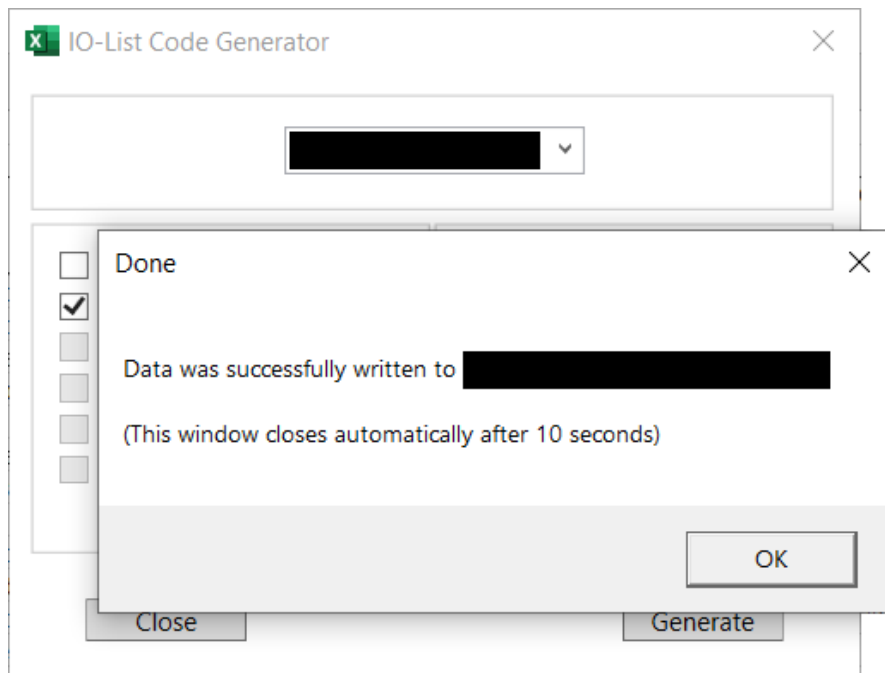 IO-List Code Generator
Done
Data was successfully written to
(This window closes automatically after 10 seconds)
OK
Close
Generate